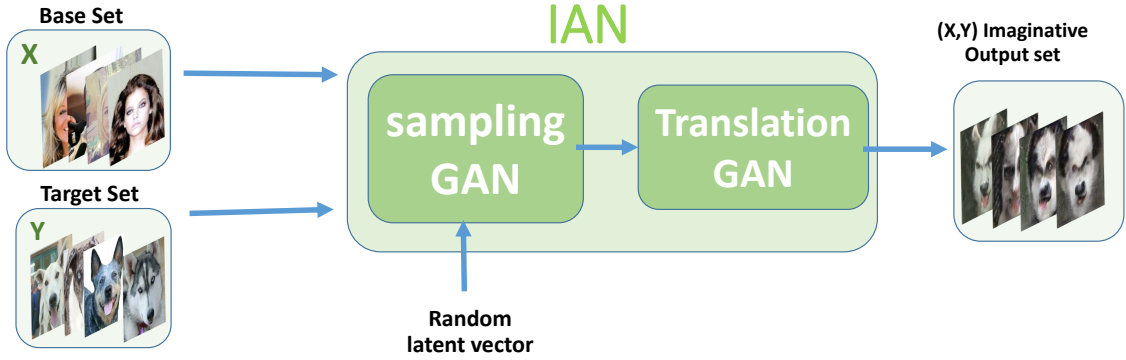 Base Set
X
Target Set
Y
IAN
sampling
GAN
Translation
GAN
Random
latent vector
(X,Y) Imaginative
Output set